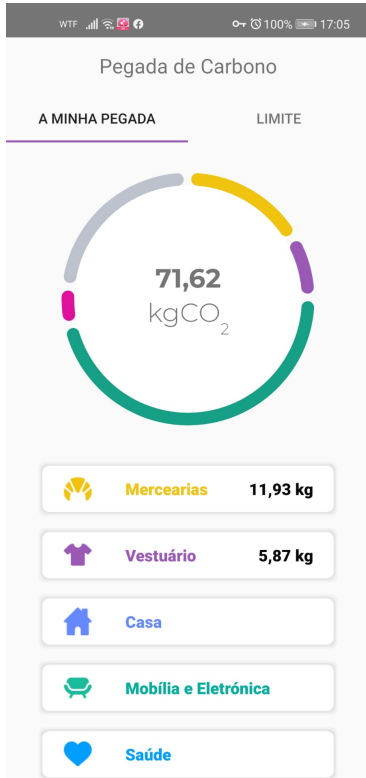 WTF 100% 17:05
Pegada de Carbono
A MINHA PEGADA LIMITE
71,62
kgCO2
Mercearias 11,93 kg
Vestuário 5,87 kg
Casa
Mobília e Eletrónica
Saúde